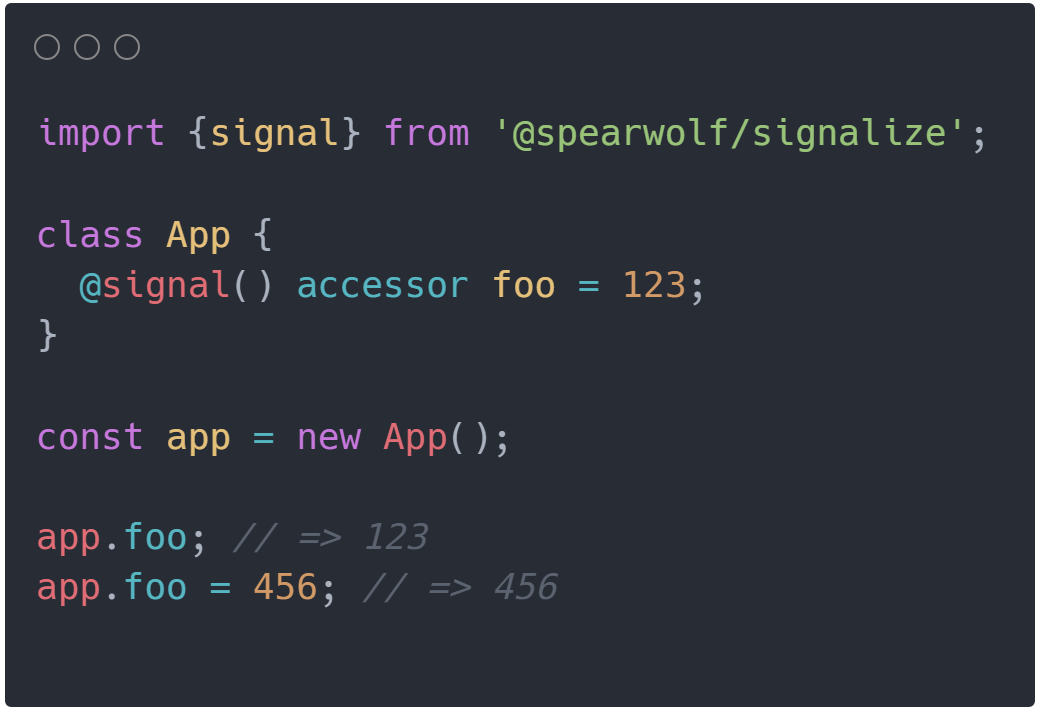 import {signal} from '@spearwolf/signalize';
class App {
  @signal() accessor foo = 123;
}
const app = new App();
app.foo; // => 123
app.foo = 456; // => 456